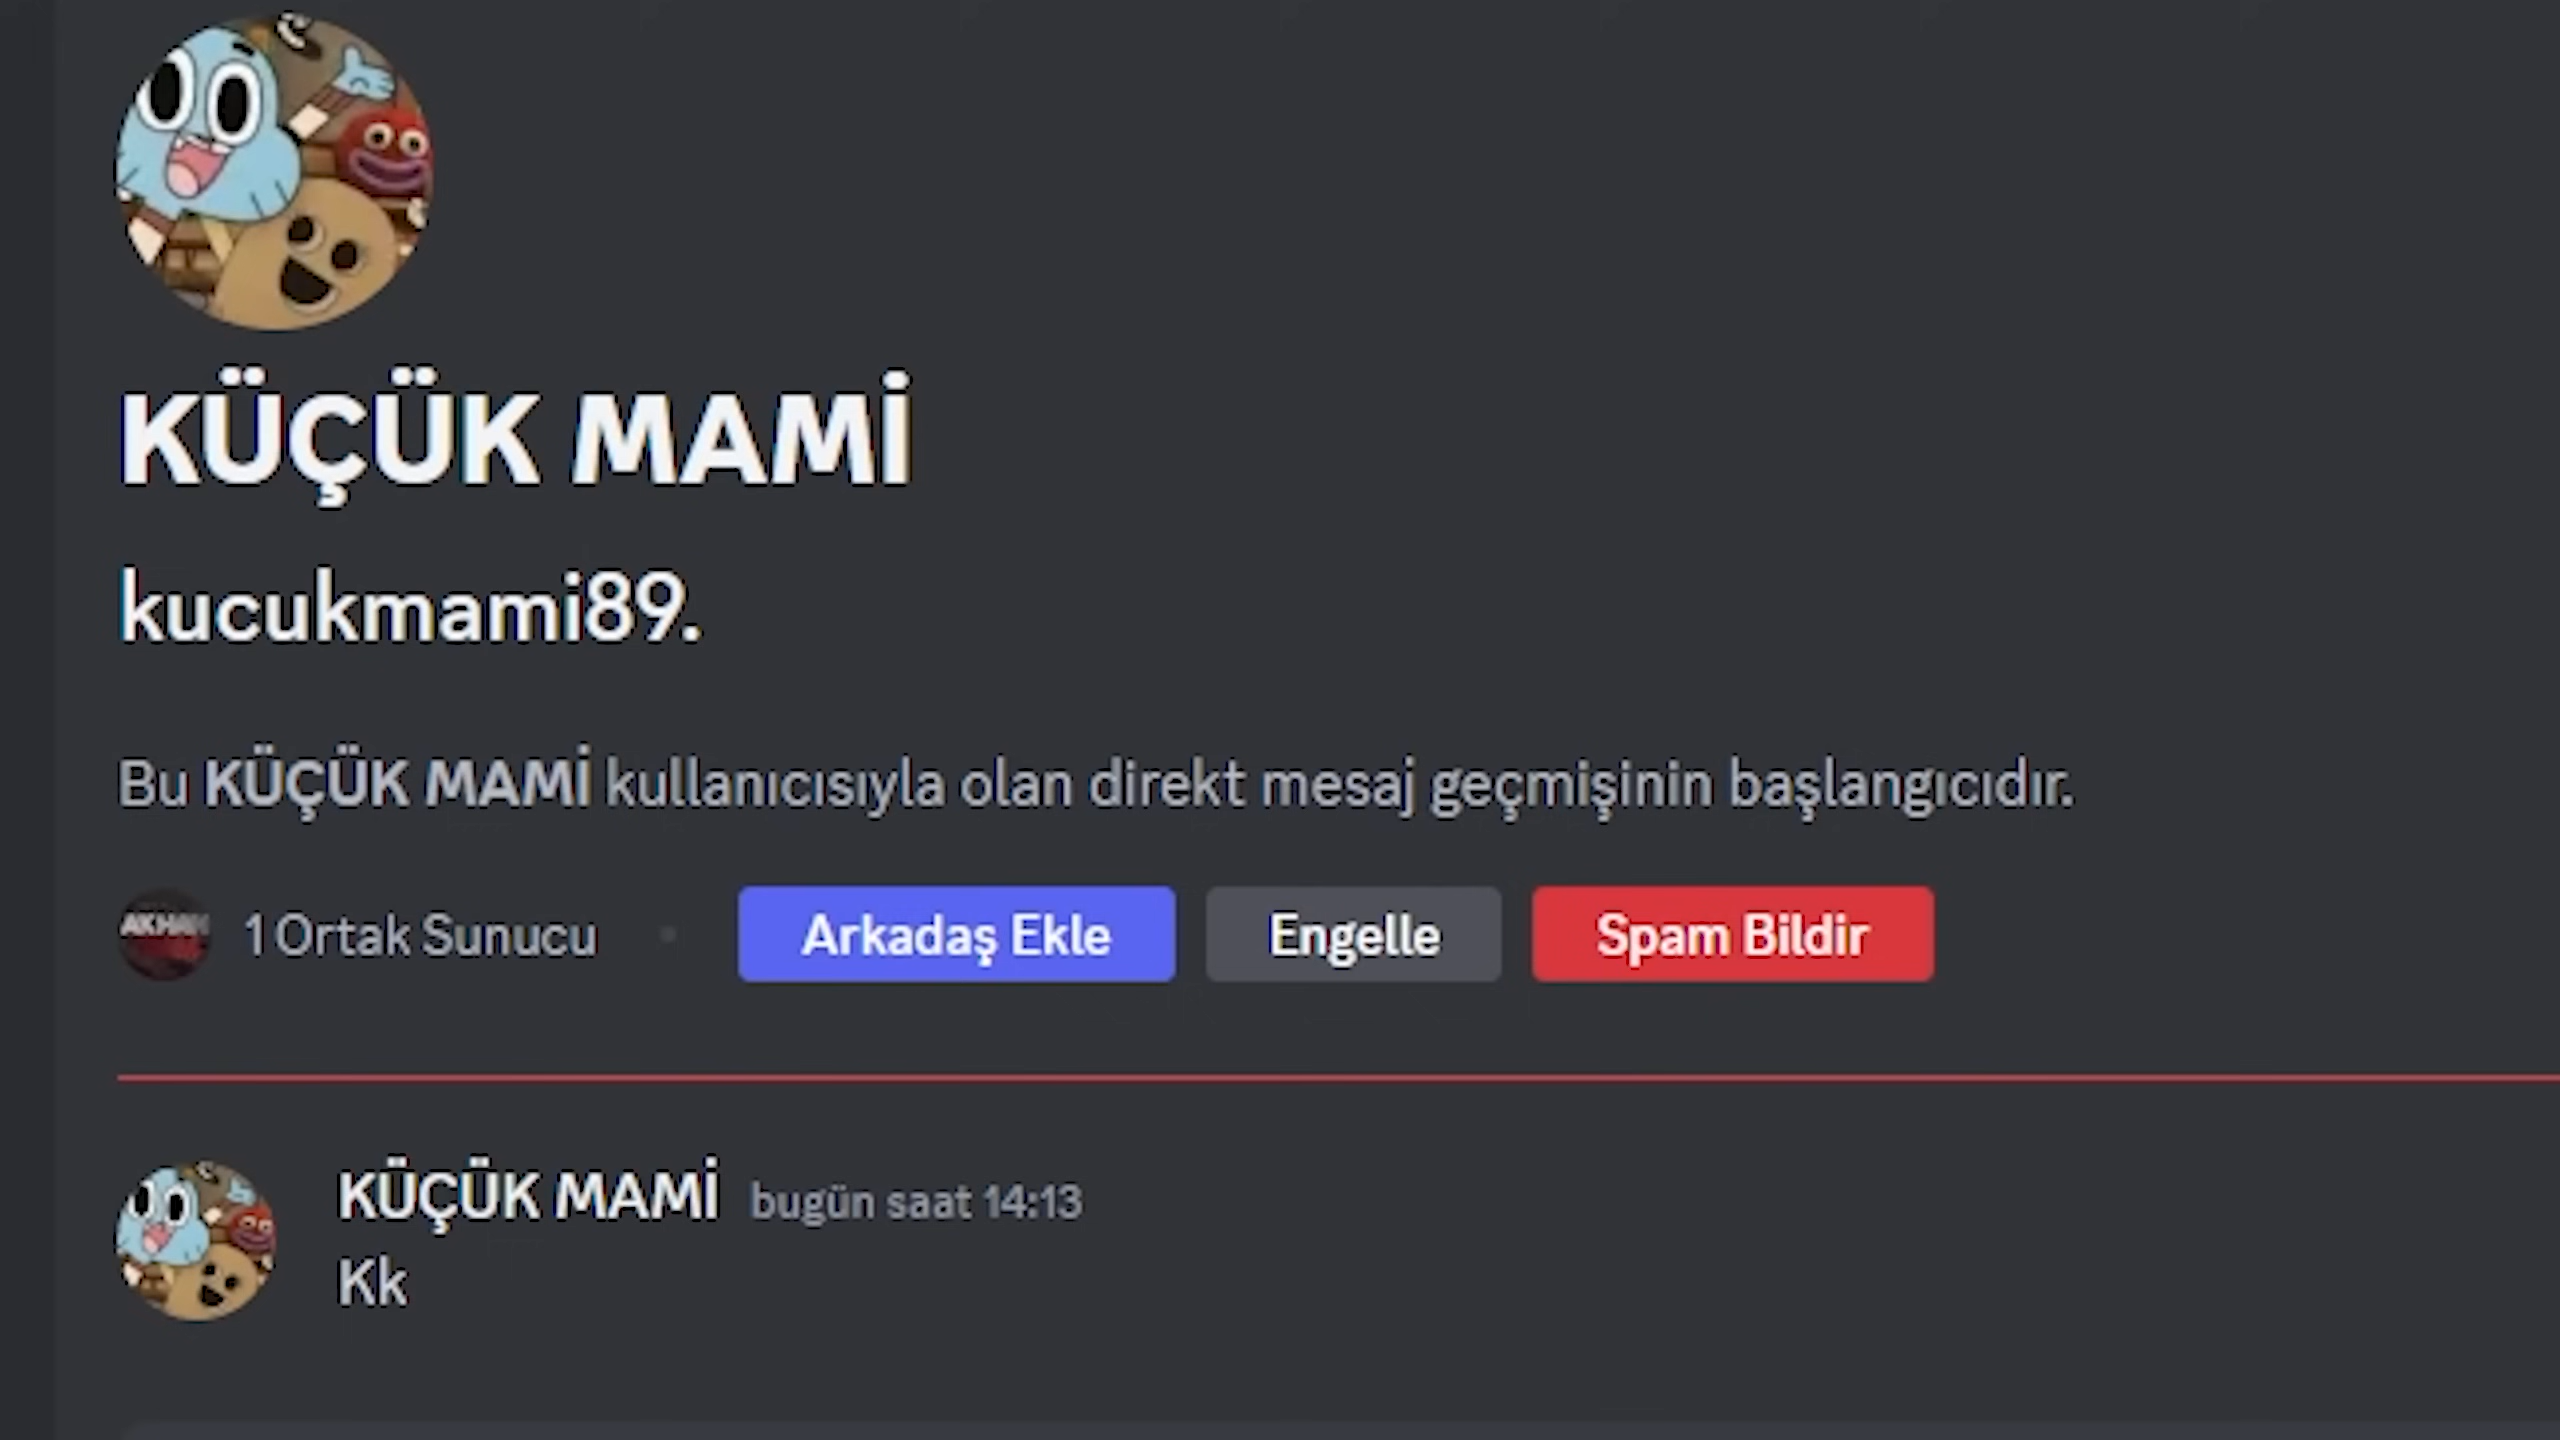 KÜÇÜK MAMİ
kucukmami89.
Bu KÜÇÜK MAMİ kullanıcısıyla olan direkt mesaj geçmişinin başlangıcıdır.
AKHAN
1 Ortak Sunucu
Arkadaş Ekle
Engelle
Spam Bildir
KÜÇÜK MAMİ bugün saat 14:13
Kk